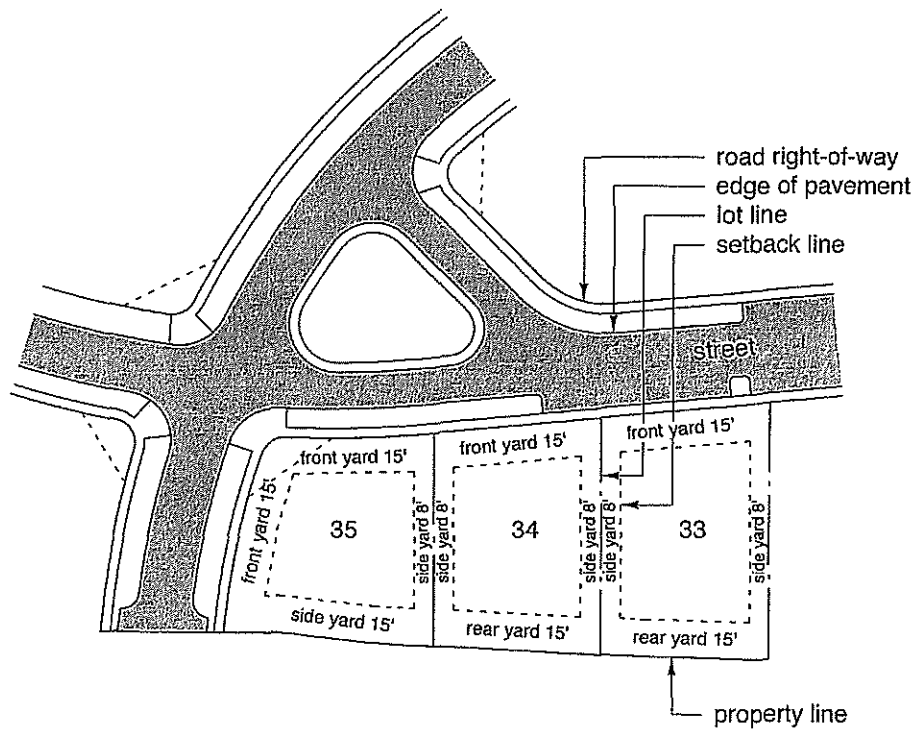 road right-of-way
edge of pavement
lot line
setback line
street
front yard 15'
front yard 15'
front yard 15'
front yard 15'
35
side yard 8'
side yard 8'
34
side yard 8'
side yard 8'
33
side yard 8'
side yard 15'
rear yard 15'
rear yard 15'
property line